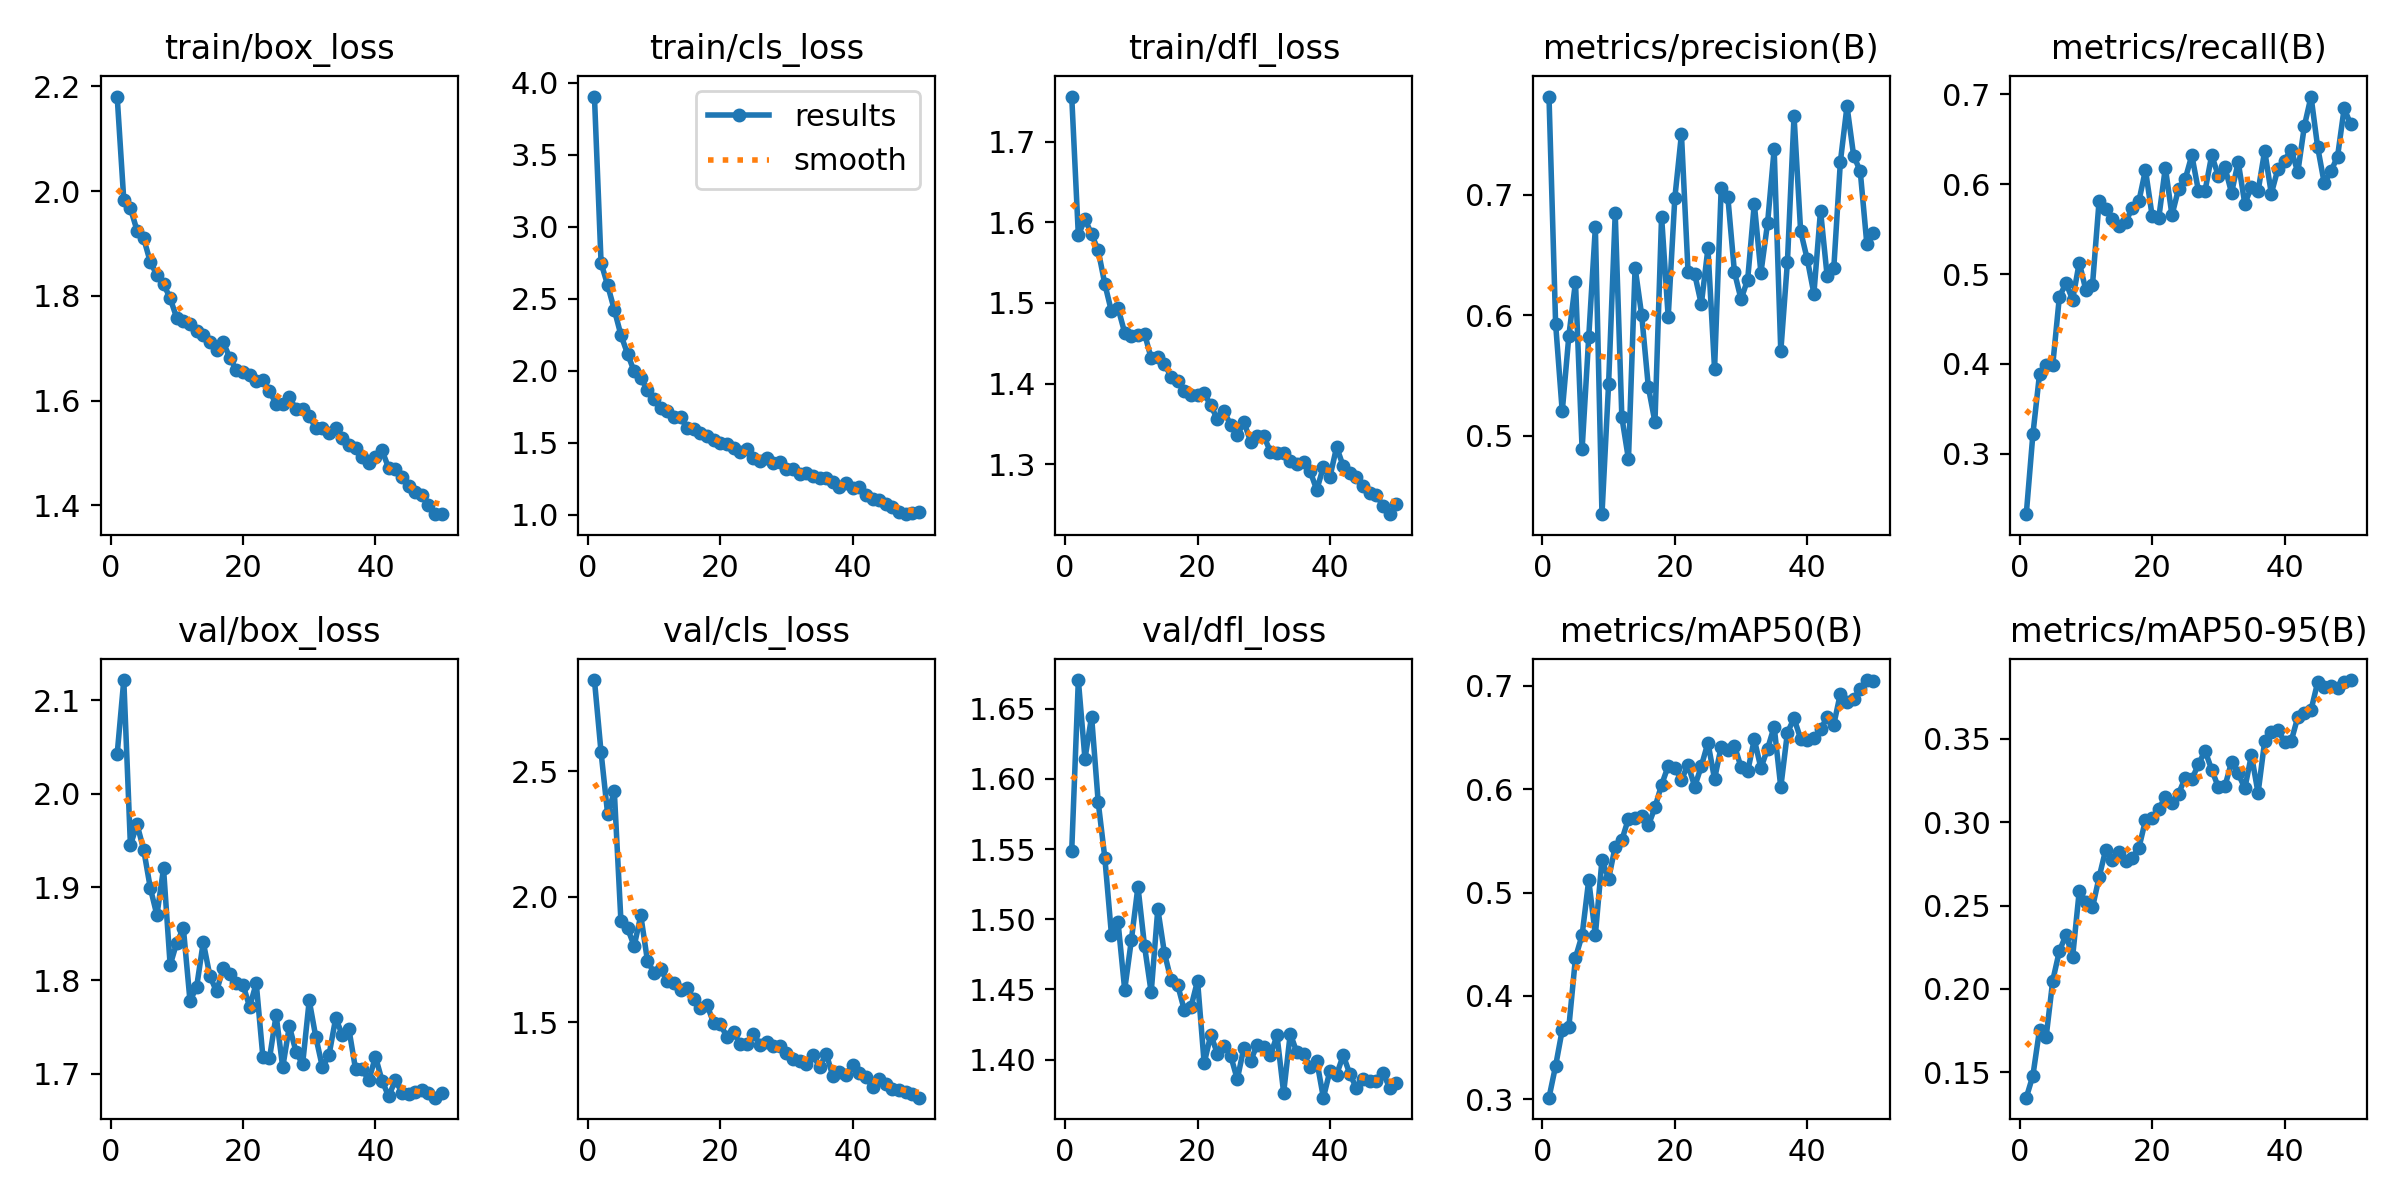 train/box_loss
2.2
2.0
1.8
1.6
1.4
0 20 40
train/cls_loss
4.0
3.5
3.0
2.5
2.0
1.5
1.0
results
smooth
0 20 40
train/dfl_loss
1.7
1.6
1.5
1.4
1.3
0 20 40
metrics/precision(B)
0.7
0.6
0.5
0 20 40
metrics/recall(B)
0.7
0.6
0.5
0.4
0.3
0 20 40
val/box_loss
2.1
2.0
1.9
1.8
1.7
0 20 40
val/cls_loss
2.5
2.0
1.5
0 20 40
val/dfl_loss
1.65
1.60
1.55
1.50
1.45
1.40
0 20 40
metrics/mAP50(B)
0.7
0.6
0.5
0.4
0.3
0 20 40
metrics/mAP50-95(B)
0.35
0.30
0.25
0.20
0.15
0 20 40